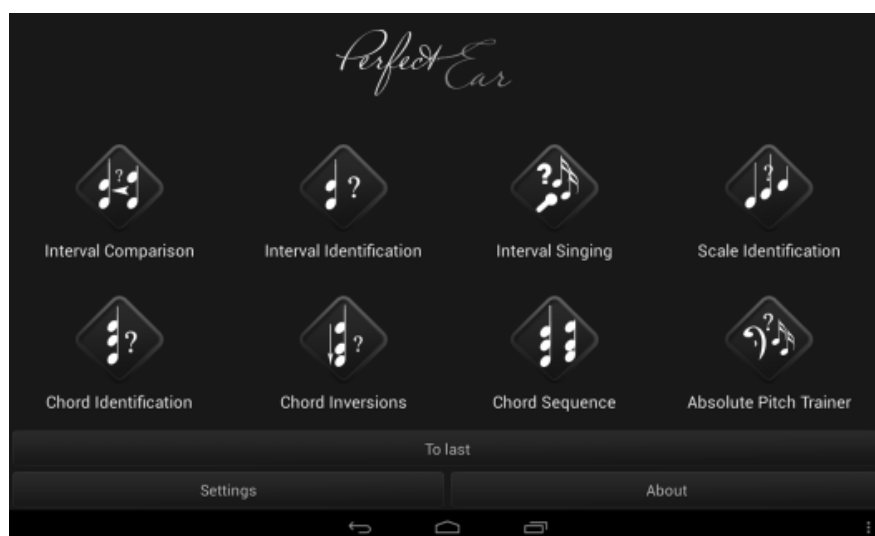 Perfect Ear
?
?
?
?
Interval Comparison
Interval Identification
Interval Singing
Scale Identification
?
?
?
Chord Identification
Chord Inversions
Chord Sequence
Absolute Pitch Trainer
To last
Settings
About